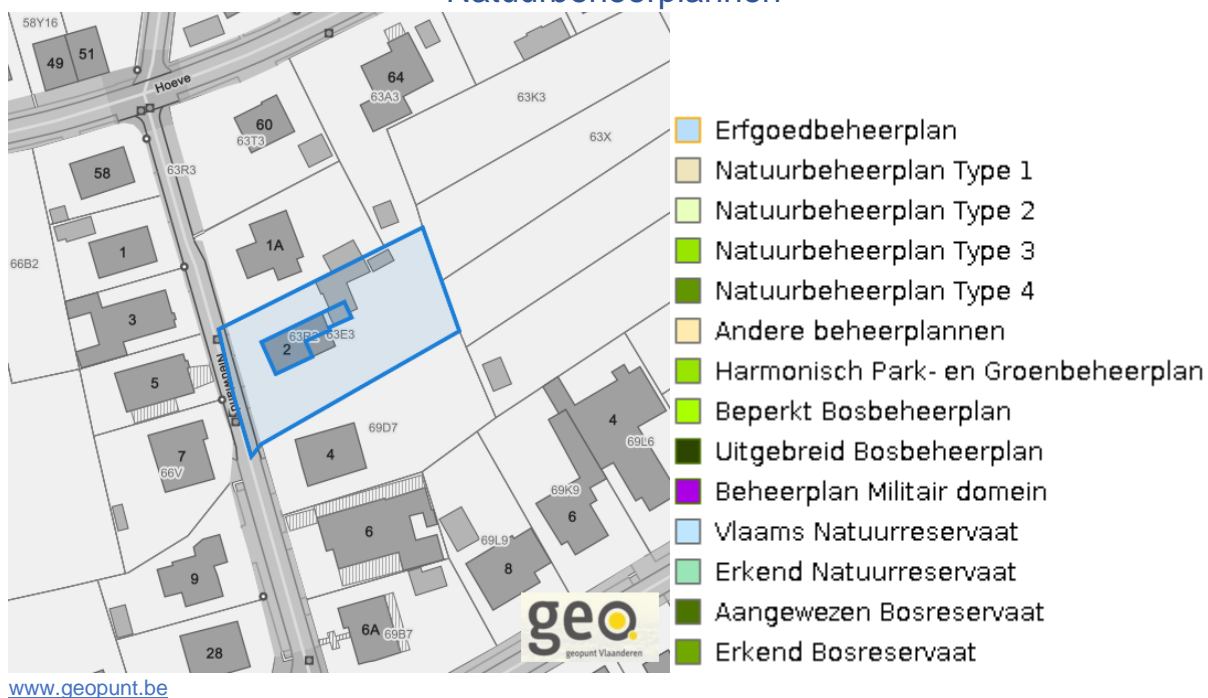 Natuurbeheerplannen
58Y16
49
51
Hoeve
64
63A3
63K3
60
63T3
63X
58
63R3
1
1A
66B2
3
2
63E3
5
Nieuwland
7
66V
4
69D7
4
69L6
69K9
6
6
69L9
8
9
6A
69B7
28
geo
geopunt Vlaanderen
Erfgoedbeheerplan
Natuurbeheerplan Type 1
Natuurbeheerplan Type 2
Natuurbeheerplan Type 3
Natuurbeheerplan Type 4
Andere beheerplannen
Harmonisch Park- en Groenbeheerplan
Beperkt Bosbeheerplan
Uitgebreid Bosbeheerplan
Beheerplan Militair domein
Vlaams Natuurreservaat
Erkend Natuurreservaat
Aangewezen Bosreservaat
Erkend Bosreservaat
www.geopunt.be